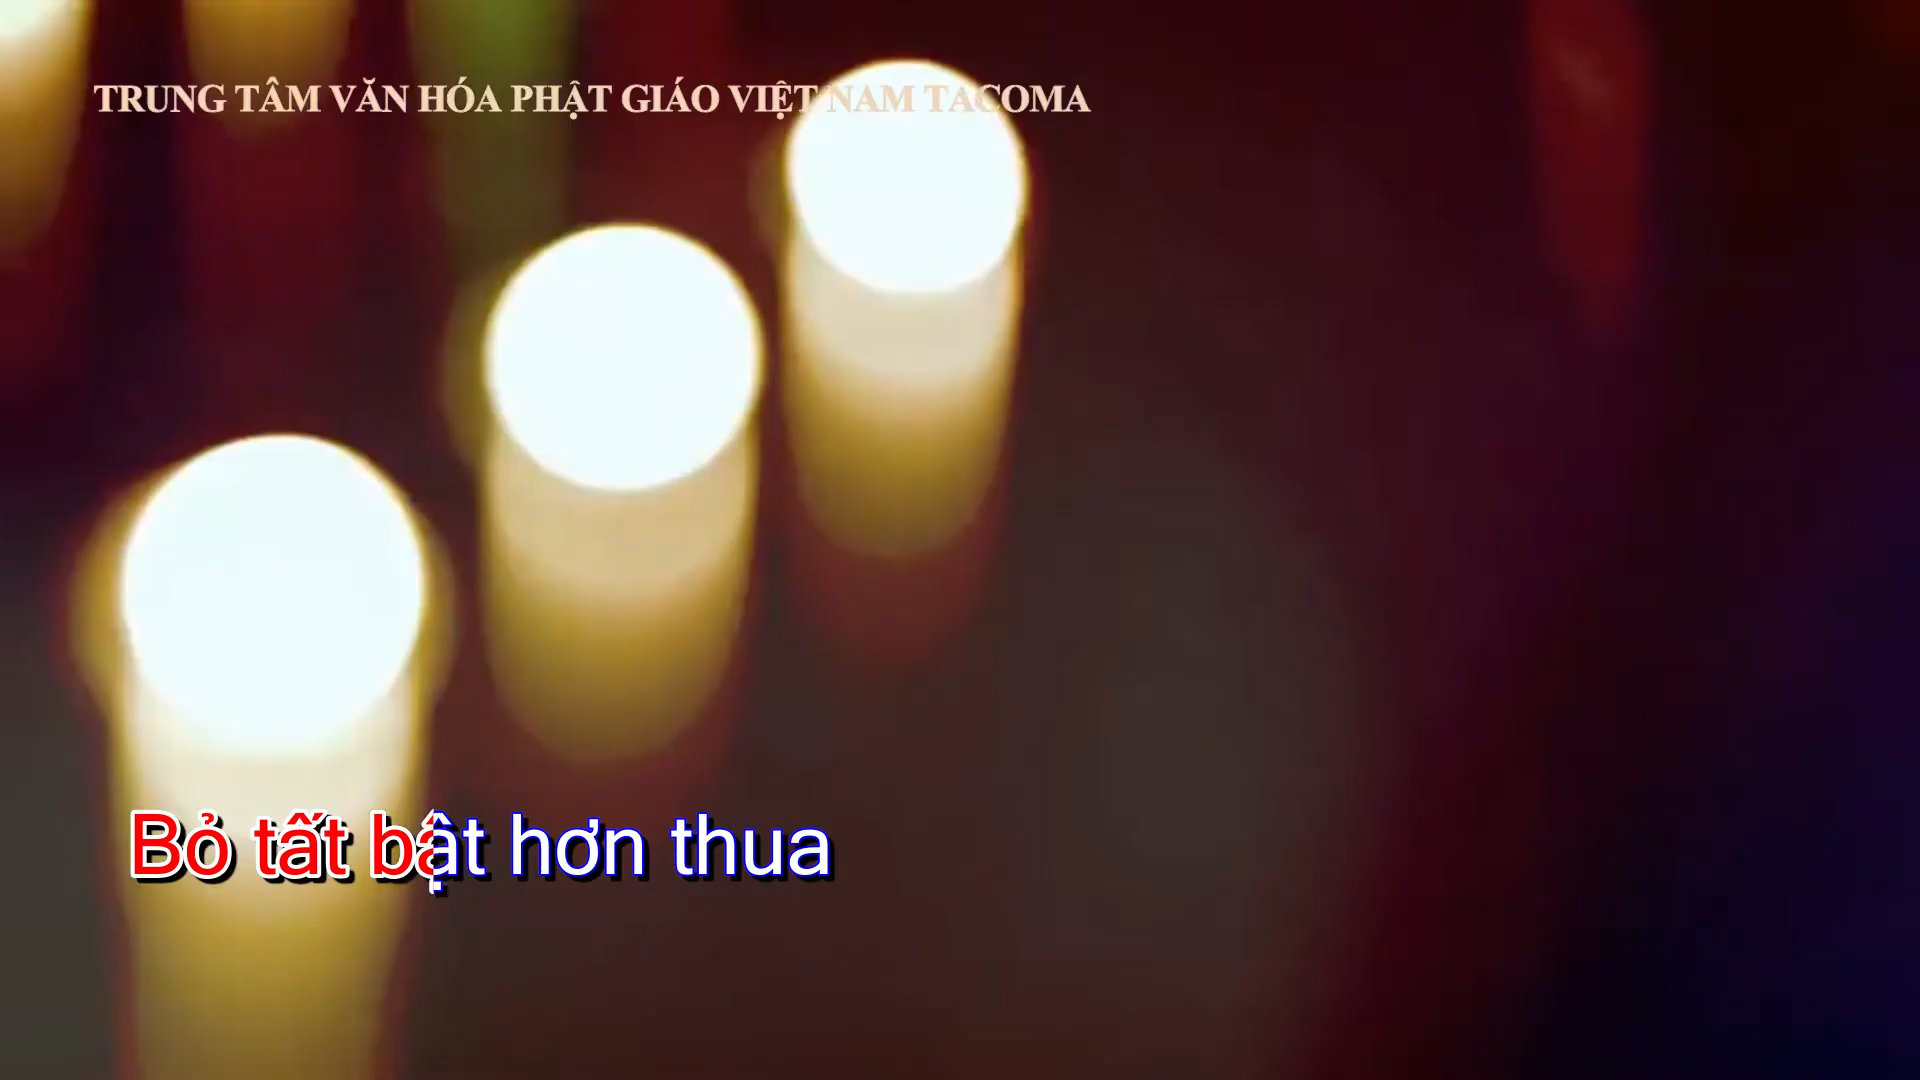 TRUNG TÂM VĂN HÓA PHẬT GIÁO VIỆT NAM TACOMA
Bỏ tất bật hơn thua